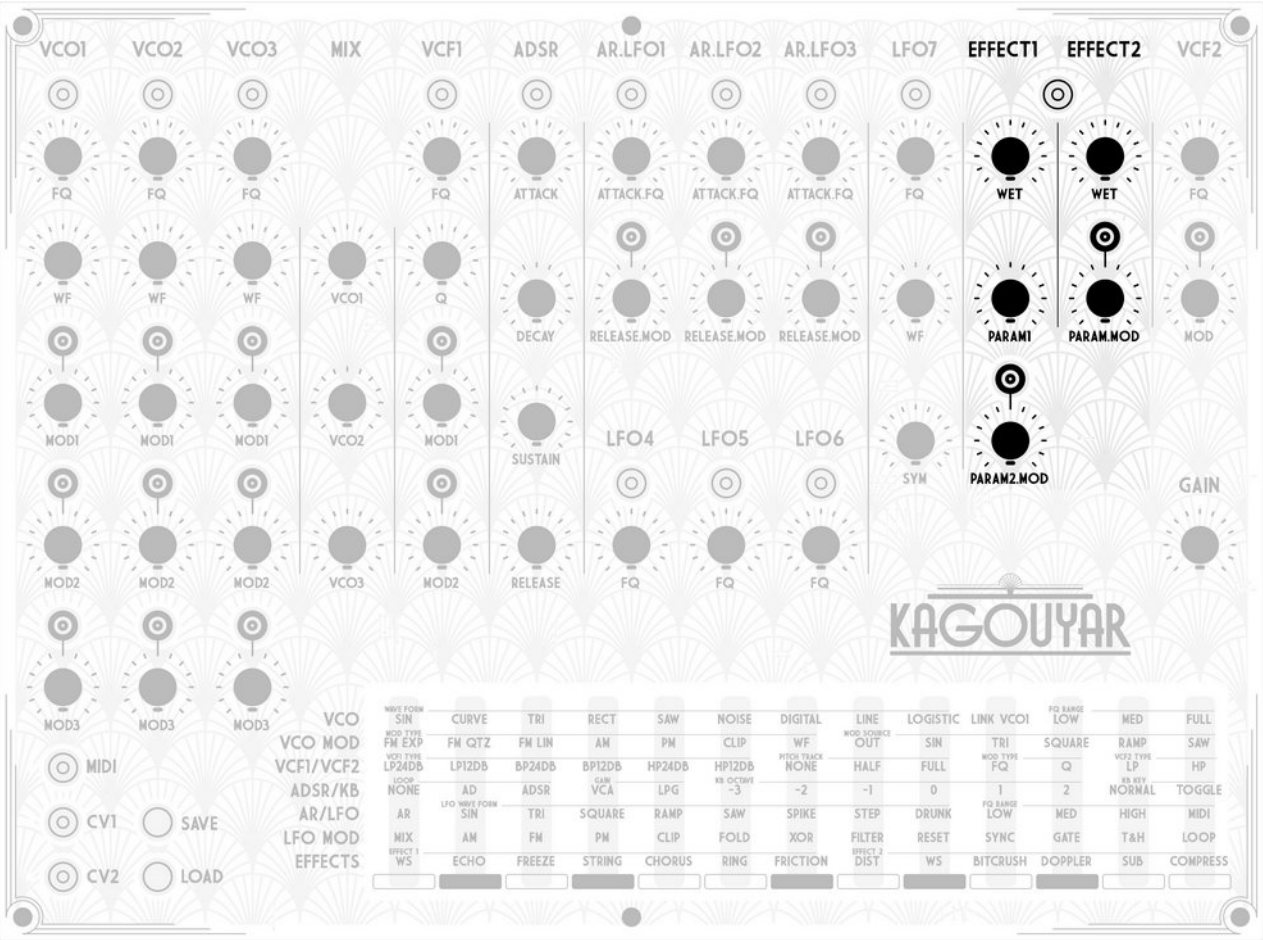 VCO1 VCO2 VCO3 MIX VCF1 ADSR AR.LFO1 AR.LFO2 AR.LFO3 LFO7 EFFECT1 EFFECT2 VCF2
FQ FQ FQ FQ ATTACK ATTACK.FQ ATTACK.FQ ATTACK.FQ FQ WET WET FQ
WF WF WF VCO1 Q
DECAY RELEASE.MOD RELEASE.MOD RELEASE.MOD WF PARAM1 PARAM.MOD MOD
MOD1 MOD1 MOD1 VCO2 MOD1
LFO4 LFO5 LFO6
SUSTAIN
SYM PARAM2.MOD
GAIN
MOD2 MOD2 MOD2 VCO3 MOD2 RELEASE FQ FQ FQ
KAGOUYAR
MOD3 MOD3 MOD3
WAVE FORM FQ RANGE
VCO SIN CURVE TRI RECT SAW NOISE DIGITAL LINE LOGISTIC LINK VCO1 LOW MED FULL
MOD TYPE MOD SOURCE
VCO MOD FM EXP FM QTZ FM LIN AM PM CLIP WF OUT SIN TRI SQUARE RAMP SAW
VCF1 TYPE PITCH TRACK MOD TYPE VCF2 TYPE
VCF1/VCF2 LP24DB LP12DB BP24DB BP12DB HP24DB HP12DB NONE HALF FULL FQ Q LP HP
LOOP GAIN KB OCTAVE KB KEY
ADSR/KB NONE AD ADSR VCA LPG -3 -2 -1 0 1 2 NORMAL TOGGLE
LFO WAVE FORM FQ RANGE
AR/LFO AR SIN TRI SQUARE RAMP SAW SPIKE STEP DRUNK LOW MED HIGH MIDI
LFO MOD MIX AM FM PM CLIP FOLD XOR FILTER RESET SYNC GATE T&H LOOP
EFFECT 1 EFFECT 2
EFFECTS WS ECHO FREEZE STRING CHORUS RING FRICTION DIST WS BITCRUSH DOPPLER SUB COMPRESS
MIDI
CV1 SAVE
CV2 LOAD